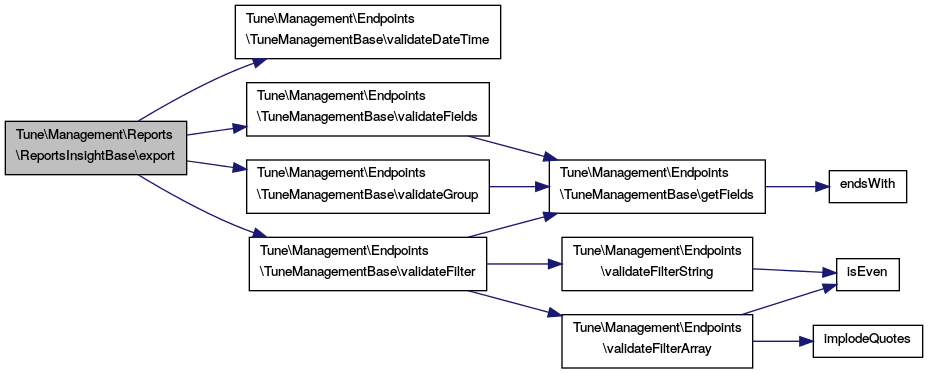 Tune\Management\Reports
\ReportsInsightBase\export
Tune\Management\Endpoints
\TuneManagementBase\validateDateTime
Tune\Management\Endpoints
\TuneManagementBase\validateFields
Tune\Management\Endpoints
\TuneManagementBase\validateGroup
Tune\Management\Endpoints
\TuneManagementBase\validateFilter
Tune\Management\Endpoints
\TuneManagementBase\getFields
Tune\Management\Endpoints
\validateFilterString
Tune\Management\Endpoints
\validateFilterArray
endsWith
isEven
implodeQuotes